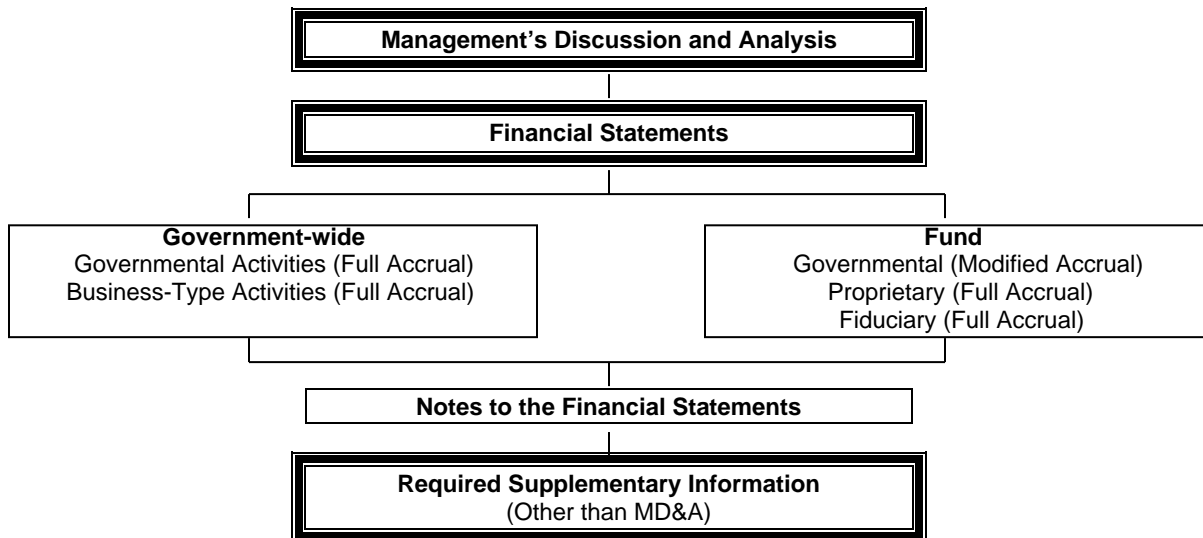 Management’s Discussion and Analysis
Financial Statements
Government-wide
Governmental Activities (Full Accrual)
Business-Type Activities (Full Accrual)
Fund
Governmental (Modified Accrual)
Proprietary (Full Accrual)
Fiduciary (Full Accrual)
Notes to the Financial Statements
Required Supplementary Information
(Other than MD&A)